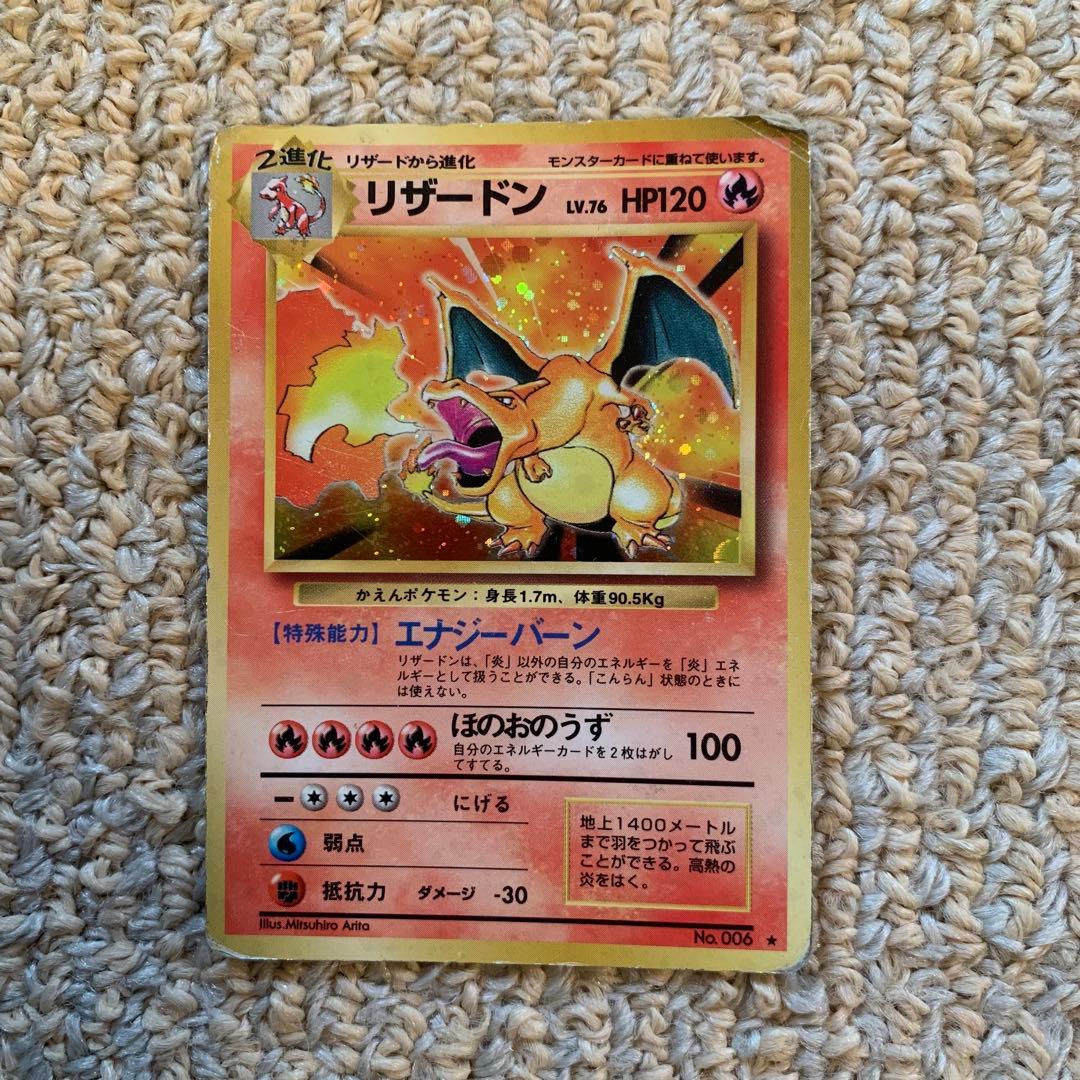 2進化 リザードから進化 モンスターカードに重ねて使います。
リザードン LV.76 HP120
かえんポケモン：身長1.7m、体重90.5Kg
【特殊能力】エナジーバーン
リザードンは、「炎」以外の自分のエネルギーを「炎」エネ
ルギーとして扱うことができる。「こんらん」状態のときに
は使えない。
ほのおのうず 100
自分のエネルギーカードを2枚はがし
てすてる。
− にげる
弱点
抵抗力 ダメージ -30
地上1400メートル
まで羽をつかって飛ぶ
ことができる。高熱の
炎をはく。
Illus.Mitsuhiro Arita
No. 006 ★